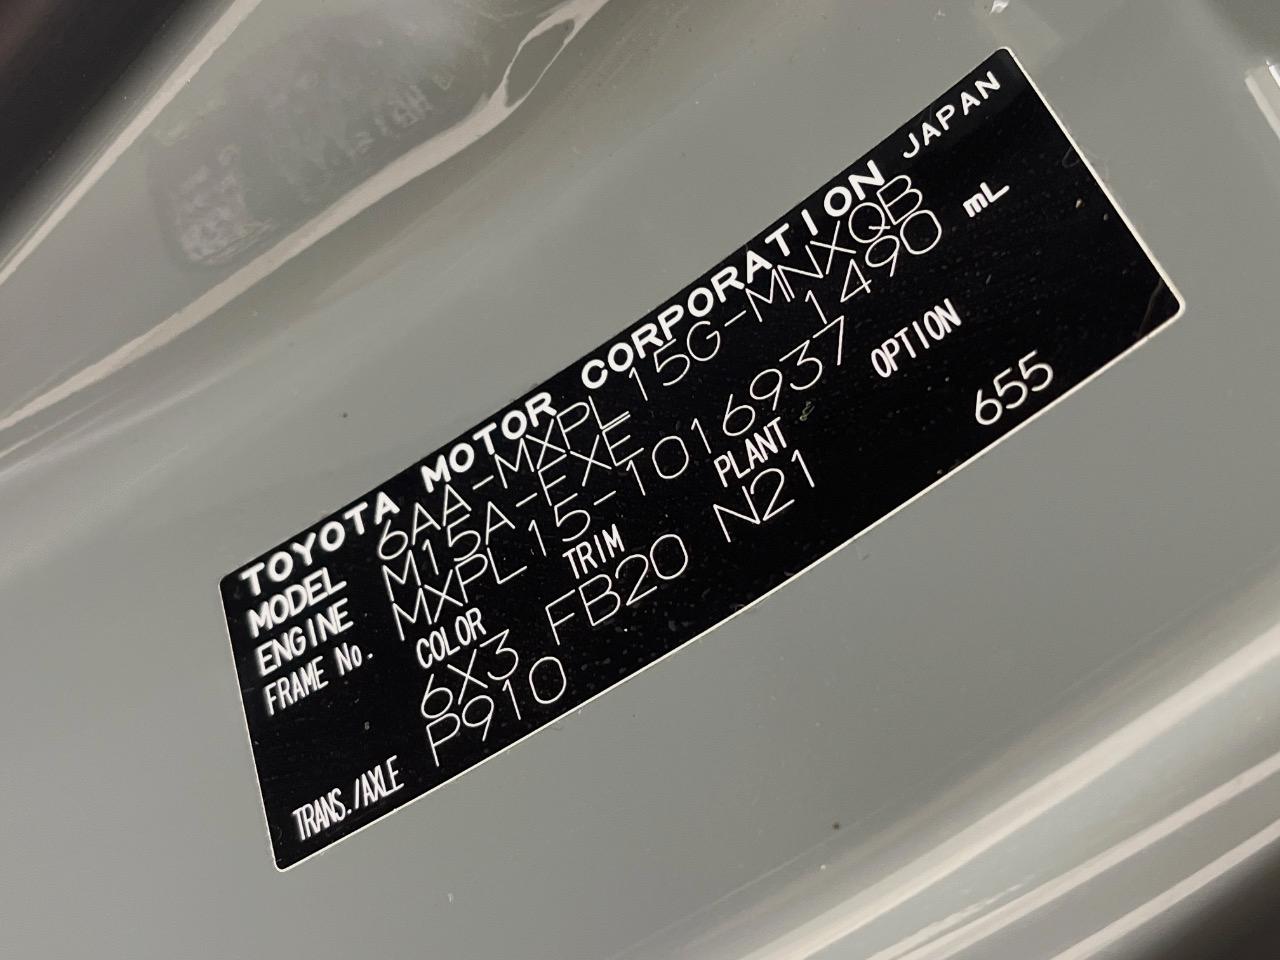 TOYOTA MOTOR CORPORATION JAPAN
MODEL 6AA-MXPL15G-MNXQB
ENGINE M15A-FXE 1490 mL
FRAME No. MXPL15-1016937
COLOR TRIM PLANT OPTION
6X3 FB20 N21 655
TRANS./AXLE P910